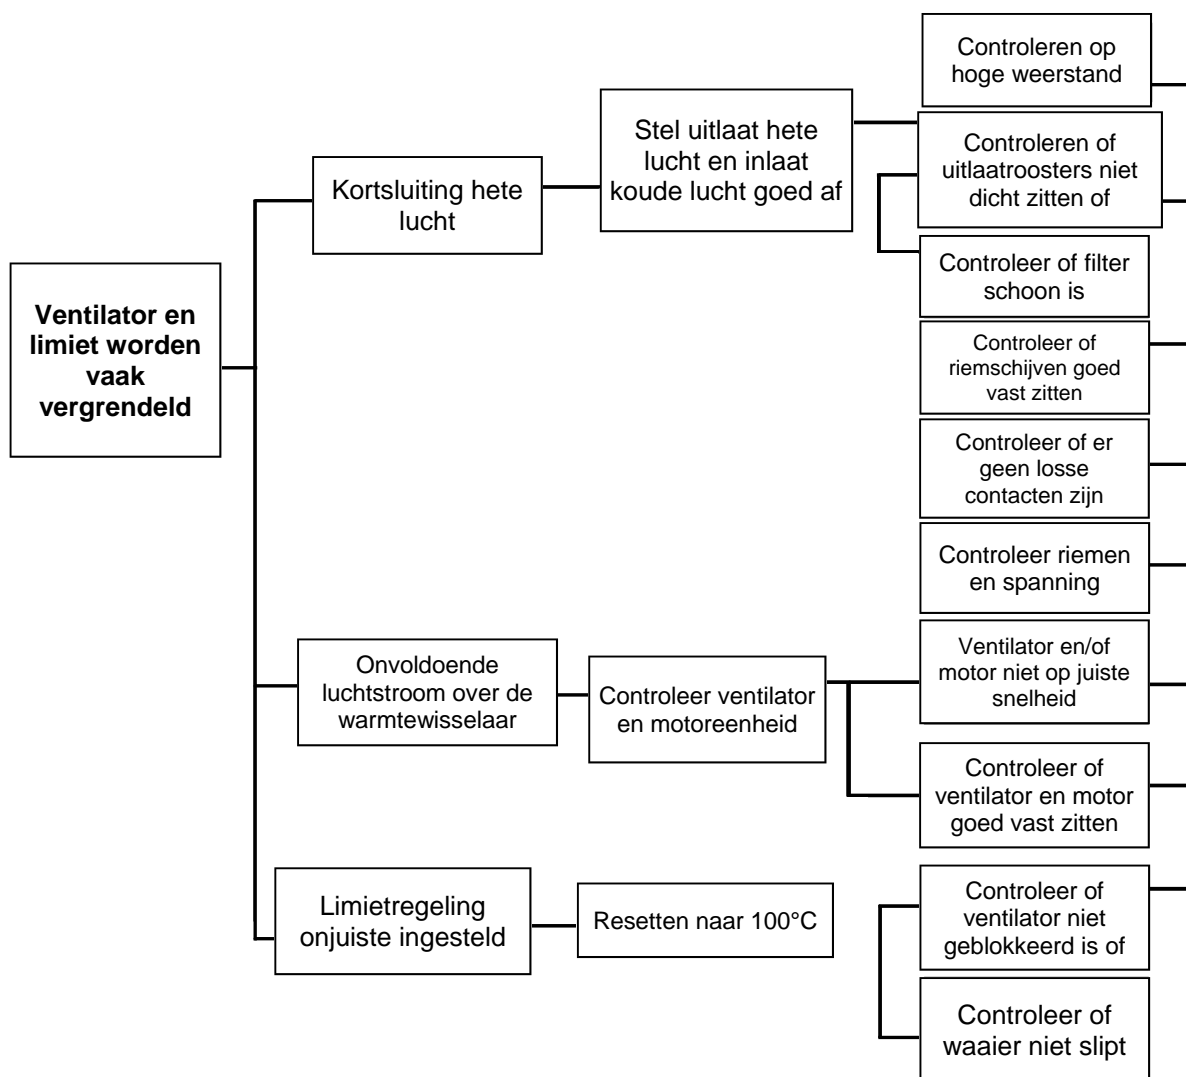 Ventilator en
limiet worden
vaak
vergrendeld
Kortsluiting hete
lucht
Stel uitlaat hete
lucht en inlaat
koude lucht goed af
Controleren op
hoge weerstand
Controleren of
uitlaatroosters niet
dicht zitten of
Controleer of filter
schoon is
Controleer of
riemschijven goed
vast zitten
Controleer of er
geen losse
contacten zijn
Controleer riemen
en spanning
Onvoldoende
luchtstroom over de
warmtewisselaar
Controleer ventilator
en motoreenheid
Ventilator en/of
motor niet op juiste
snelheid
Controleer of
ventilator en motor
goed vast zitten
Limietregeling
onjuiste ingesteld
Resetten naar 100°C
Controleer of
ventilator niet
geblokkeerd is of
Controleer of
waaier niet slipt